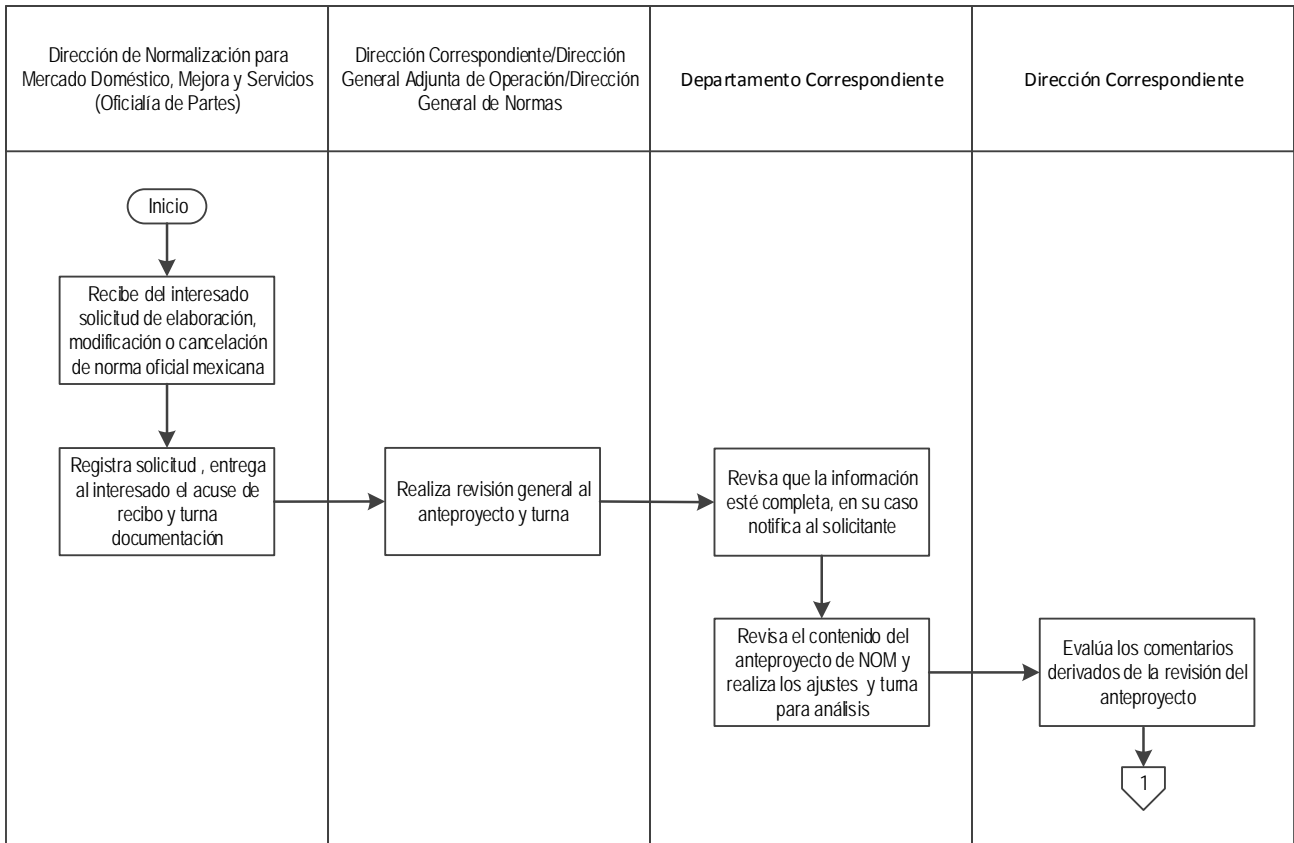 Dirección de Normalización para
Mercado Doméstico, Mejora y Servicios
(Oficialía de Partes)
Dirección Correspondiente/Dirección
General Adjunta de Operación/Dirección
General de Normas
Departamento Correspondiente
Dirección Correspondiente
Inicio
Recibe del interesado
solicitud de elaboración,
modificación o cancelación
de norma oficial mexicana
Registra solicitud , entrega
al interesado el acuse de
recibo y turna
documentación
Realiza revisión general al
anteproyecto y turna
Revisa que la información
esté completa, en su caso
notifica al solicitante
Revisa el contenido del
anteproyecto de NOM y
realiza los ajustes y turna
para análisis
Evalúa los comentarios
derivados de la revisión del
anteproyecto
1